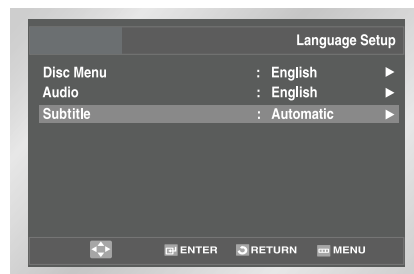 Language Setup
Disc Menu : English ▶
Audio : English ▶
Subtitle : Automatic ▶
ENTER RETURN MENU